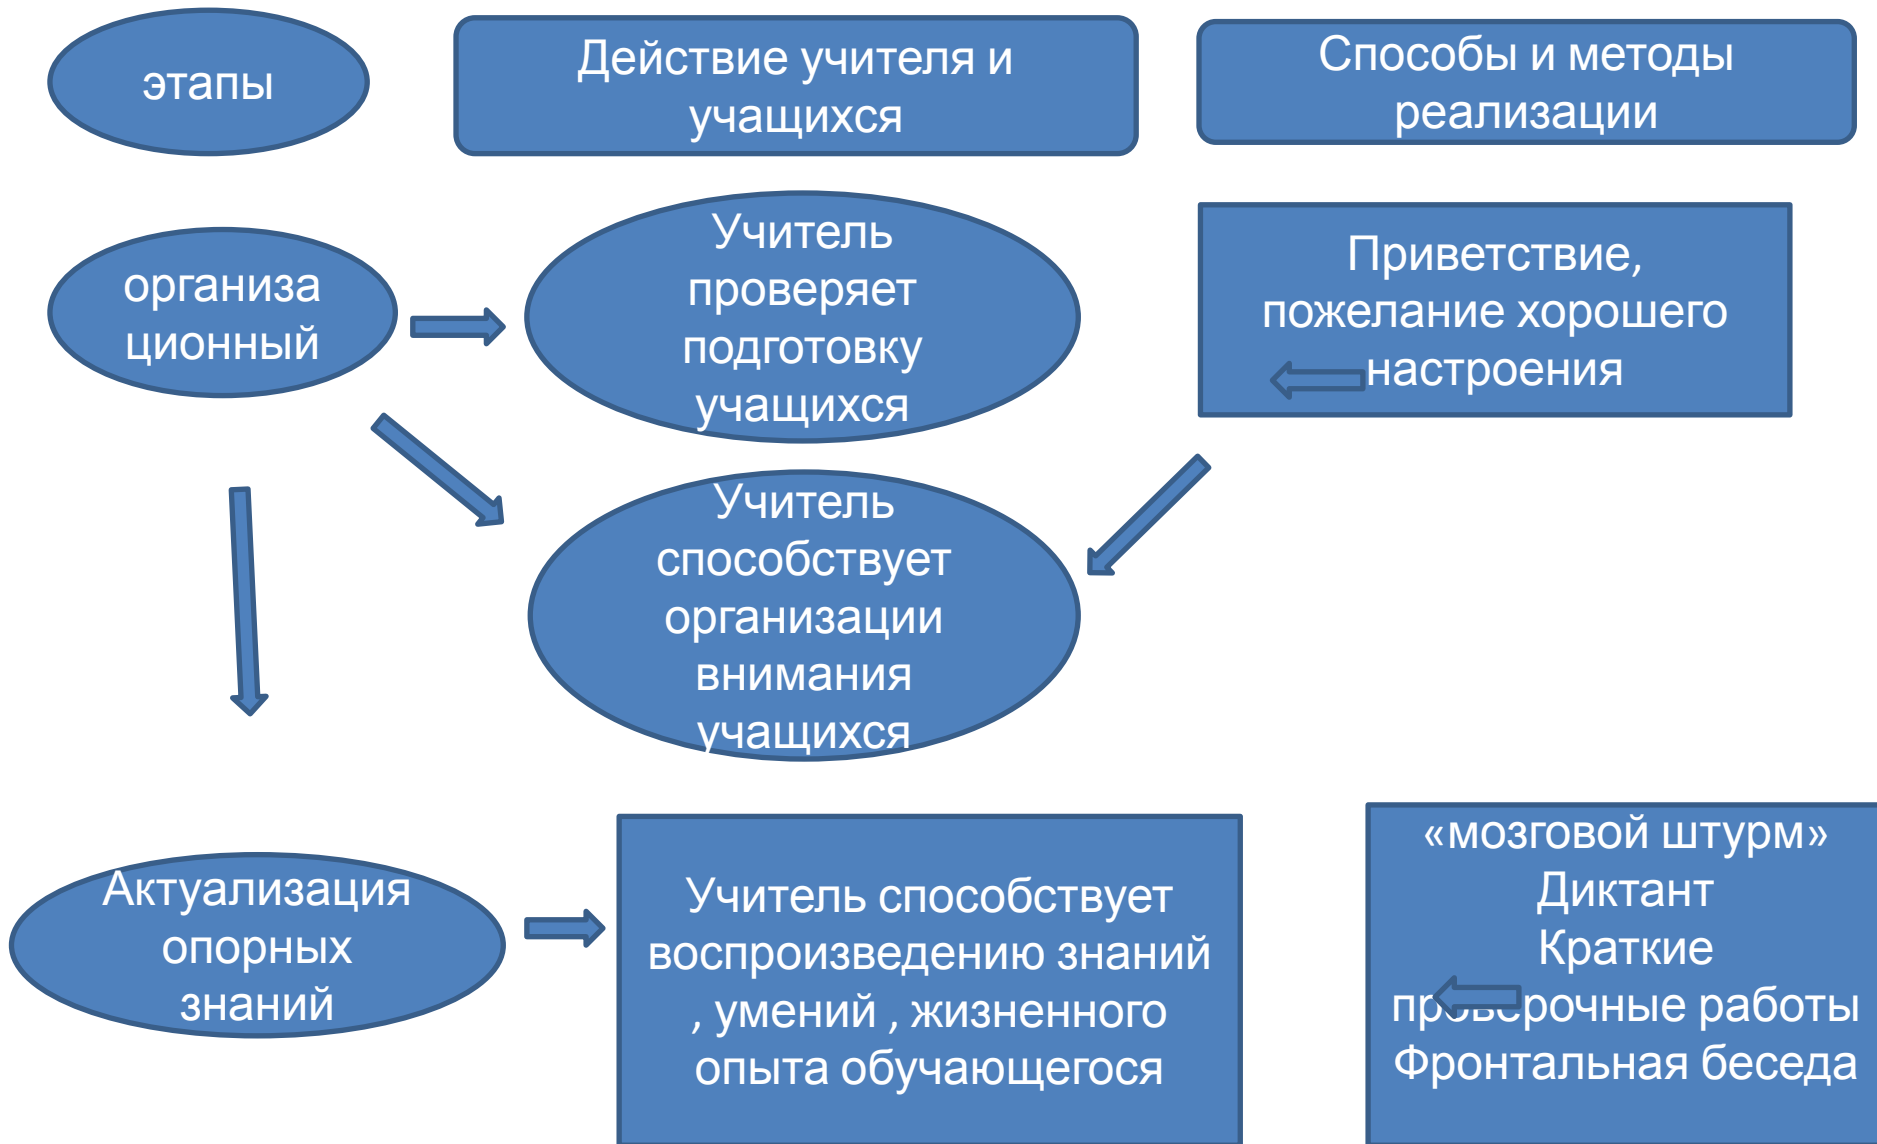 этапы
Действие учителя и
учащихся
Способы и методы
реализации
организа
ционный
Учитель
проверяет
подготовку
учащихся
Приветствие,
пожелание хорошего
настроения
Учитель
способствует
организации
внимания
учащихся
Актуализация
опорных
знаний
Учитель способствует
воспроизведению знаний
, умений , жизненного
опыта обучающегося
«мозговой штурм»
Диктант
Краткие
проверочные работы
Фронтальная беседа